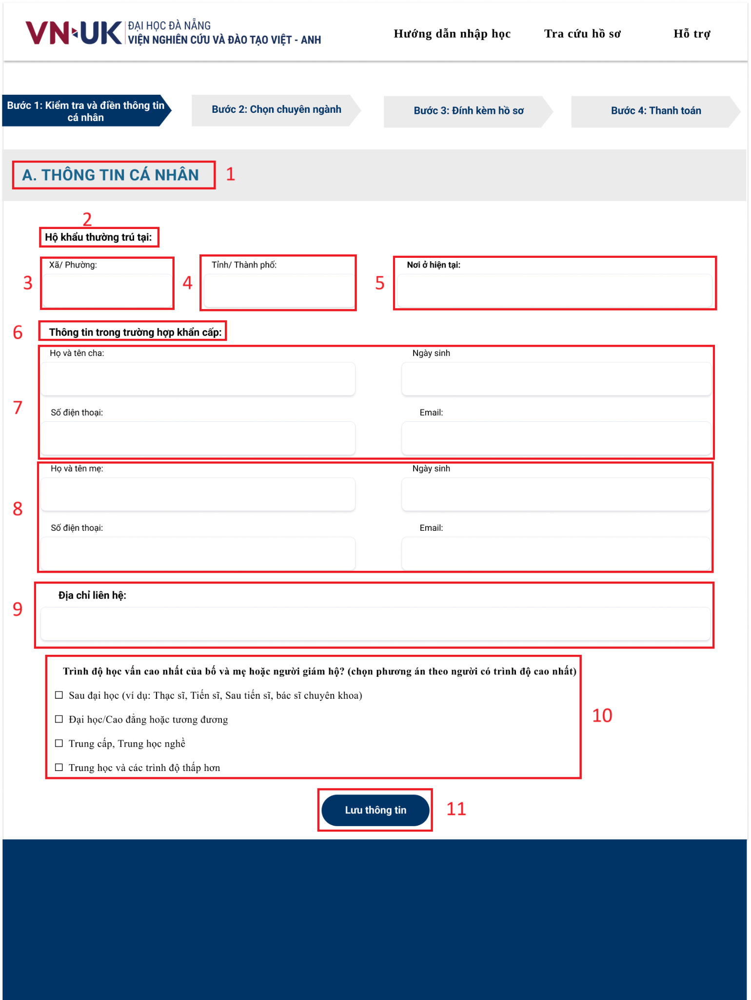 VN-UK
ĐẠI HỌC ĐÀ NẴNG
VIỆN NGHIÊN CỨU VÀ ĐÀO TẠO VIỆT - ANH
Hướng dẫn nhập học
Tra cứu hồ sơ
Hỗ trợ
Bước 1: Kiểm tra và điền thông tin
cá nhân
Bước 2: Chọn chuyên ngành
Bước 3: Đính kèm hồ sơ
Bước 4: Thanh toán
A. THÔNG TIN CÁ NHÂN
1
2
Hộ khẩu thường trú tại:
3
Xã/ Phường:
4
Tỉnh/ Thành phố:
5
Nơi ở hiện tại:
6
Thông tin trong trường hợp khẩn cấp:
Họ và tên cha:
Ngày sinh
7
Số điện thoại:
Email:
Họ và tên mẹ:
Ngày sinh
8
Số điện thoại:
Email:
9
Địa chỉ liên hệ:
Trình độ học vấn cao nhất của bố và mẹ hoặc người giám hộ? (chọn phương án theo người có trình độ cao nhất)
☐ Sau đại học (ví dụ: Thạc sĩ, Tiến sĩ, Sau tiến sĩ, bác sĩ chuyên khoa)
☐ Đại học/Cao đẳng hoặc tương đương
☐ Trung cấp, Trung học nghề
☐ Trung học và các trình độ thấp hơn
10
Lưu thông tin
11